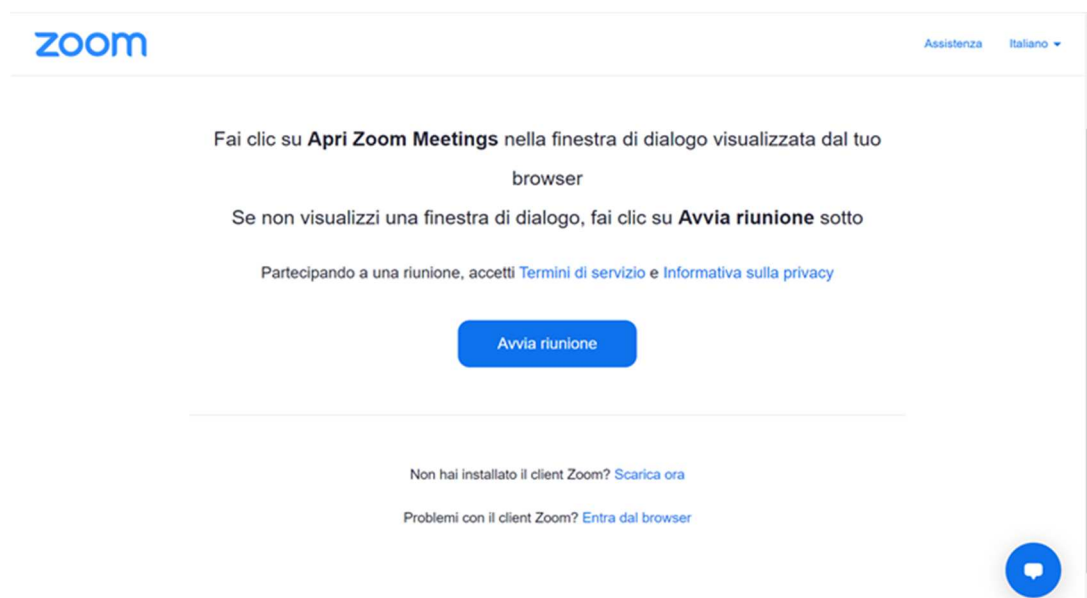 zoom
Assistenza Italiano
Fai clic su Apri Zoom Meetings nella finestra di dialogo visualizzata dal tuo
browser
Se non visualizzi una finestra di dialogo, fai clic su Avvia riunione sotto
Partecipando a una riunione, accetti Termini di servizio e Informativa sulla privacy
Avvia riunione
Non hai installato il client Zoom? Scarica ora
Problemi con il client Zoom? Entra dal browser